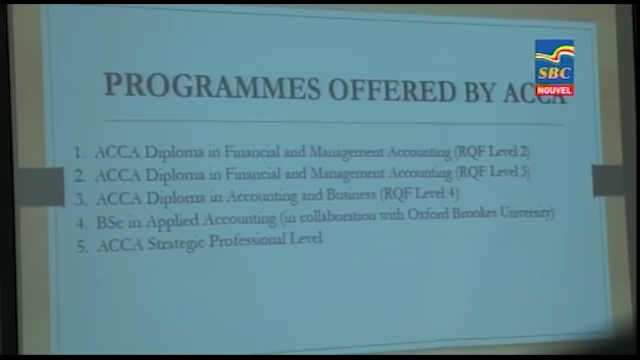 SBC
NOUVEL
PROGRAMMES OFFERED BY ACCA
1. ACCA Diploma in Financial and Management Accounting (RQF Level 2)
2. ACCA Diploma in Financial and Management Accounting (RQF Level 3)
3. ACCA Diploma in Accounting and Business (RQF Level 4)
4. BSc in Applied Accounting (in collaboration with Oxford Brookes University)
5. ACCA Strategic Professional Level